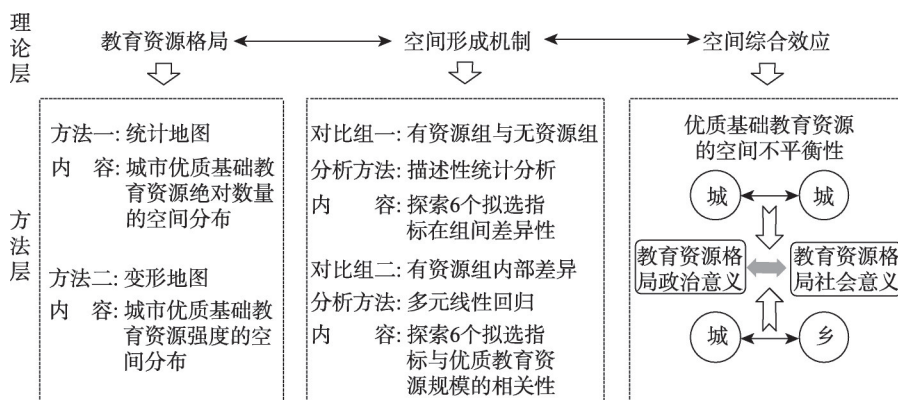 理论层
教育资源格局
空间形成机制
空间综合效应
方法层
方法一: 统计地图
内 容: 城市优质基础教
育资源绝对数量
的空间分布
方法二: 变形地图
内 容: 城市优质基础教
育资源强度的空
间分布
对比组一: 有资源组与无资源组
分析方法: 描述性统计分析
内 容: 探索6个拟选指
标在组间差异性
对比组二: 有资源组内部差异
分析方法: 多元线性回归
内 容: 探索6个拟选指
标与优质教育资
源规模的相关性
优质基础教育资源
的空间不平衡性
城
城
教育资源格
局政治意义
教育资源格
局社会意义
城
乡